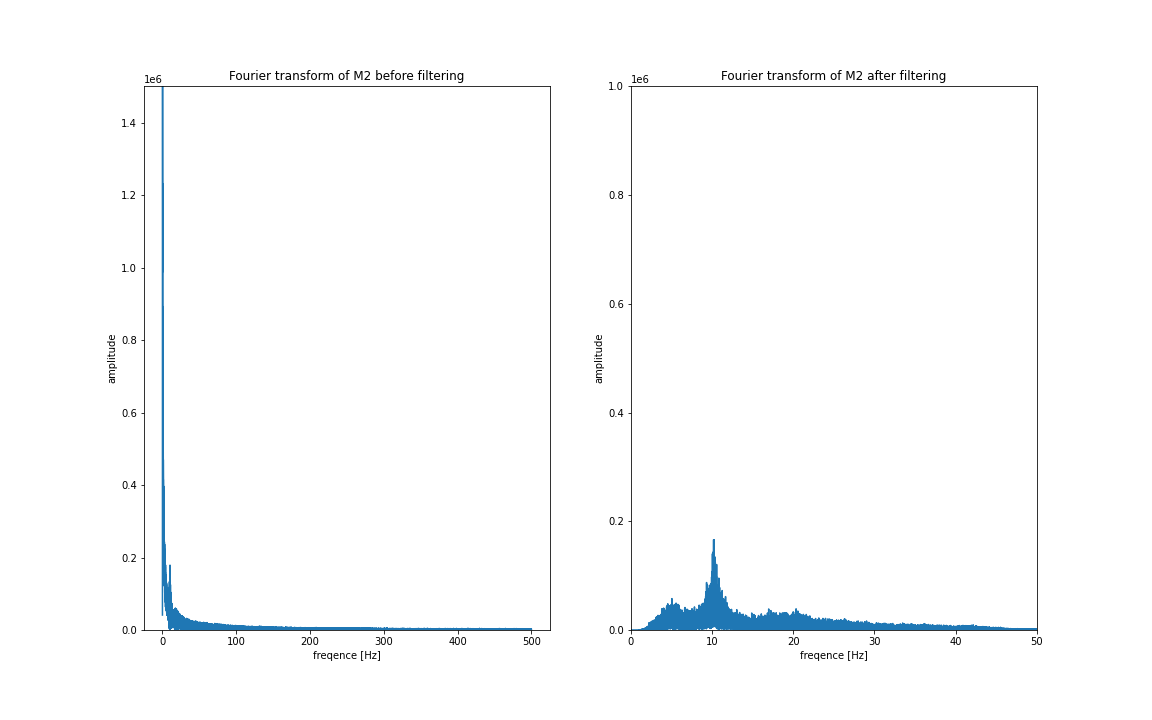 Fourier transform of M2 before filtering
1e6
1.4
1.2
1.0
0.8
0.6
0.4
0.2
0.0
amplitude
0 100 200 300 400 500
freqence [Hz]
Fourier transform of M2 after filtering
1e6
1.0
0.8
0.6
0.4
0.2
0.0
amplitude
0 10 20 30 40 50
freqence [Hz]